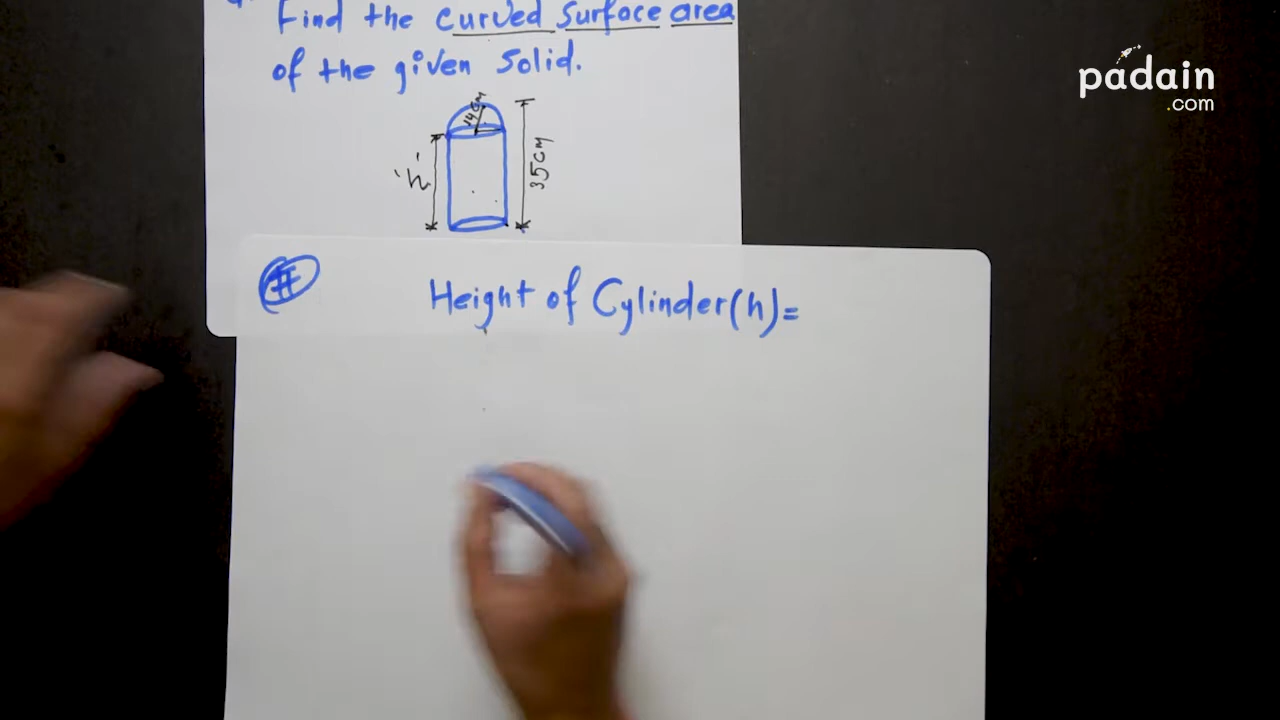 Find the curved surface area
of the given solid.
14cm
'h'
35cm
# Height of Cylinder(h)=
padain
.com